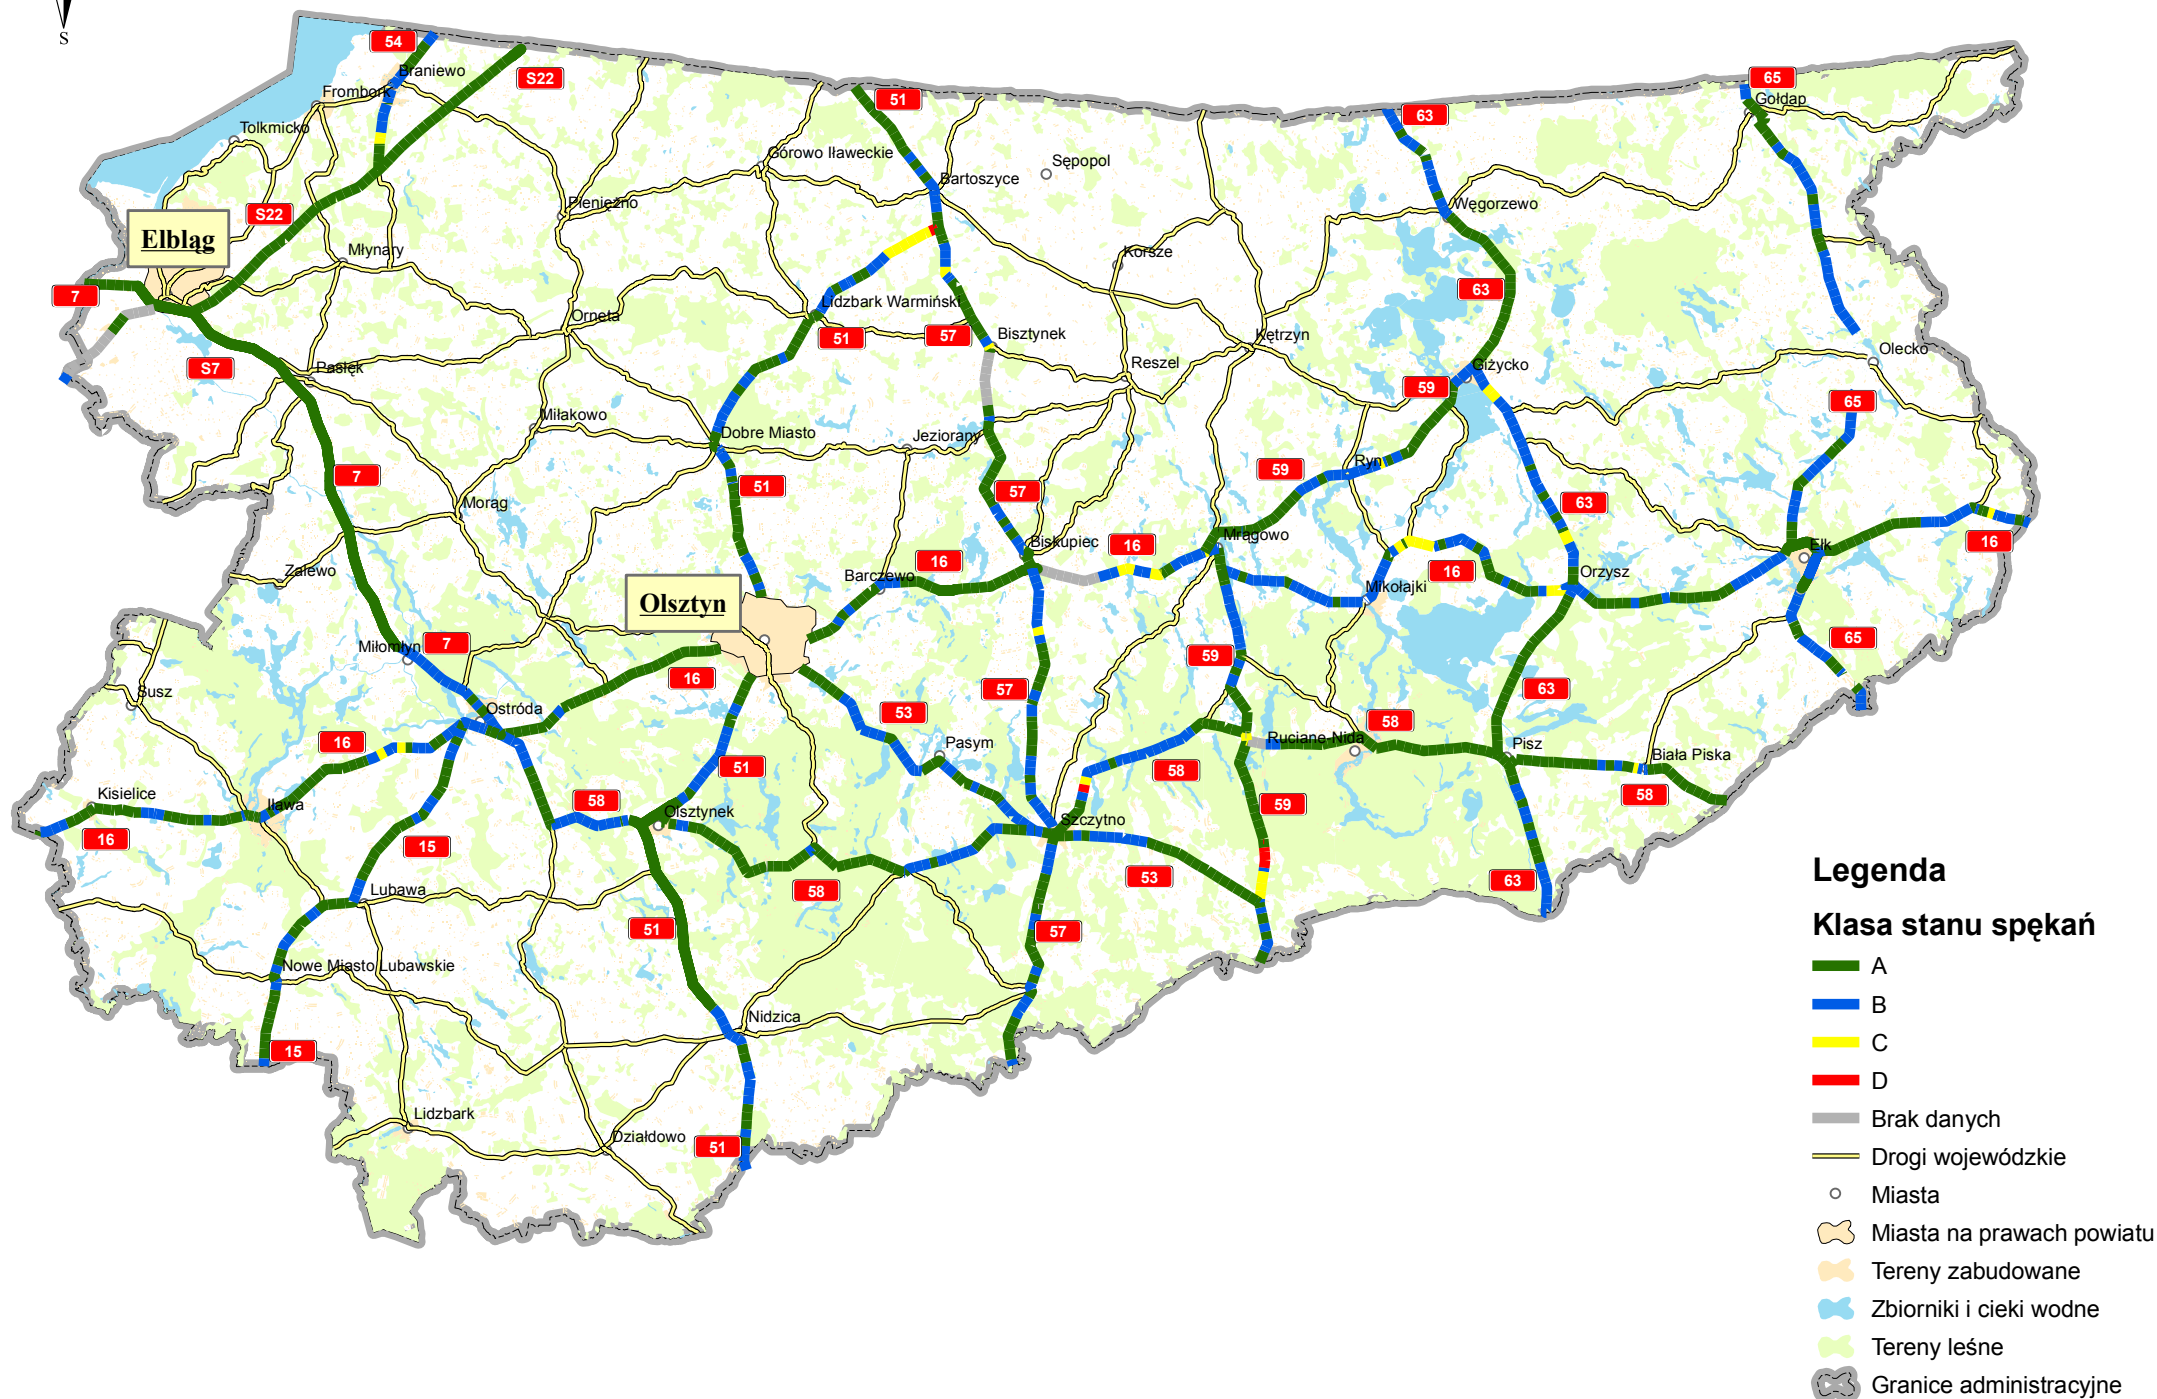 S
54
Braniewo
S22
Frombork
51
65
Gołdap
63
Tolmicko
Górowo Iławeckie
Sępopol
Bartoszyce
S22
Pieniężno
Węgorzewo
Elbląg
Młynary
Korsze
7
63
Lidzbark Warmiński
Orneta
51
57
Bisztynek
Kętrzyn
Olecko
S7
Pasłęk
Reszel
Giżycko
59
65
Miłakowo
Dobre Miasto
Jeziorany
7
51
59
Ryn
57
63
Morąg
Biskupiec
16
Mrągowo
16
Ełk
16
Zalewo
Barczewo
16
Orzysz
Mikołajki
Olsztyn
Miłomłyn
7
65
59
16
57
63
Susz
Ostróda
53
58
16
Pasym
Ruciane-Nida
Pisz
Biała Piska
51
58
58
Kisielice
Iława
58
59
Olsztynek
Szczytno
16
15
Legenda
53
63
Lubawa
58
Klasa stanu spękań
51
57
A
Nowe Miasto Lubawskie
B
Nidzica
C
15
D
Lidzbark
Brak danych
Działdowo
51
Drogi wojewódzkie
Miasta
Miasta na prawach powiatu
Tereny zabudowane
Zbiorniki i cieki wodne
Tereny leśne
Granice administracyjne